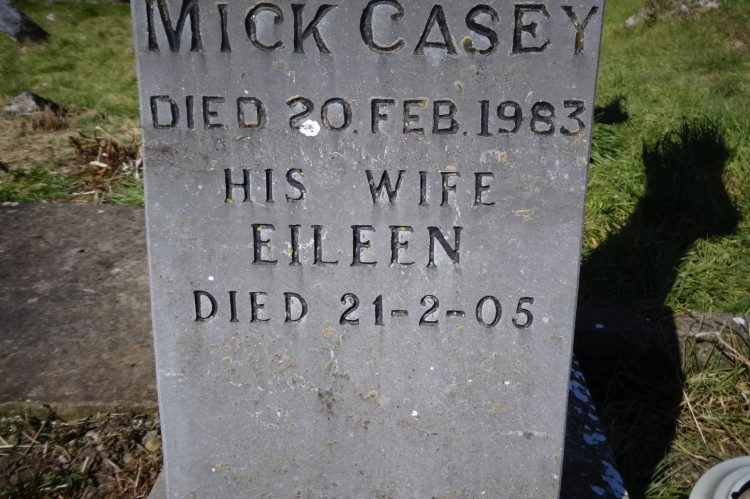 MICK CASEY
DIED 20. FEB. 1983
HIS WIFE
EILEEN
DIED 21-2-05